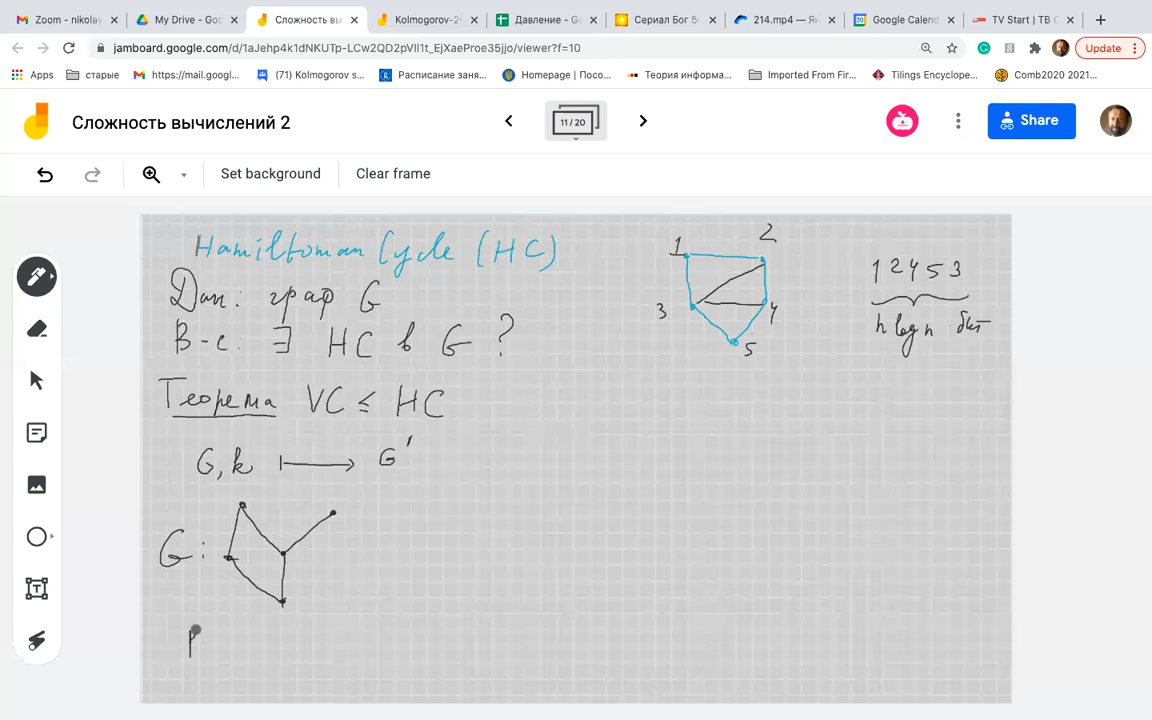 Zoom - nikolay
My Drive - Goo
Сложность вы
Kolmogorov-2
Давление - Go
Сериал Бог б
214.mp4 — Ян
Google Calend
TV Start | ТВ С
jamboard.google.com/d/1aJehp4k1dNKUTp-LCw2QD2pVIl1t_EjXaeProe35jjo/viewer?f=10
Update
Apps
старые
https://mail.googl...
(71) Kolmogorov s...
Расписание заня...
Homepage | Посо...
Теория информа...
Imported From Fir...
Tilings Encyclope...
Comb2020 2021...
Сложность вычислений 2
11 / 20
Share
Set background
Clear frame
Hamiltonian Cycle (HC)
Дан: граф G
В-с: ∃ HC в G ?
Теорема VC ≤ HC
G, k ⟼ G'
G:
1
2
3
4
5
1 2 4 5 3
n log n бит